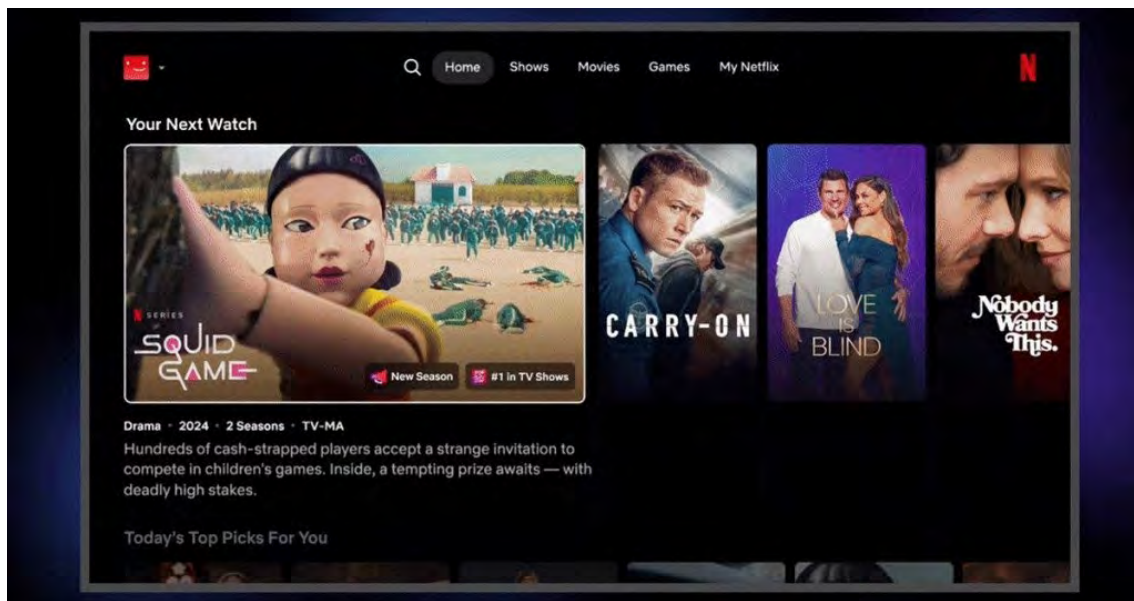 Home Shows Movies Games My Netflix
N
Your Next Watch
N SERIES
SQUID
GAME
New Season
#1 in TV Shows
CARRY-ON
LOVE
IS
BLIND
Nobody
Wants
This.
Drama • 2024 • 2 Seasons • TV-MA
Hundreds of cash-strapped players accept a strange invitation to
compete in children's games. Inside, a tempting prize awaits — with
deadly high stakes.
Today's Top Picks For You